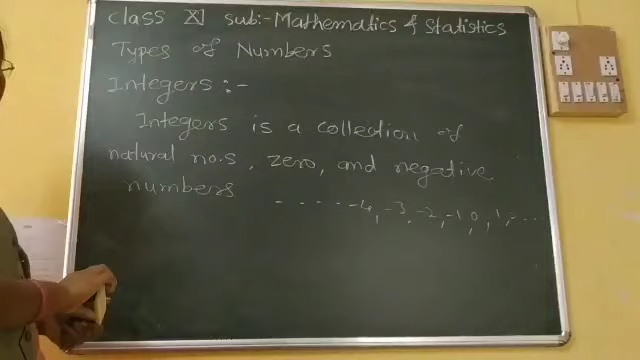 Class XI sub:- Mathematics & Statistics
Types of Numbers
Integers :-
Integers is a collection of
natural no.s, zero, and negative
numbers
- - - - -4, -3, -2, -1, 0, 1, - ....